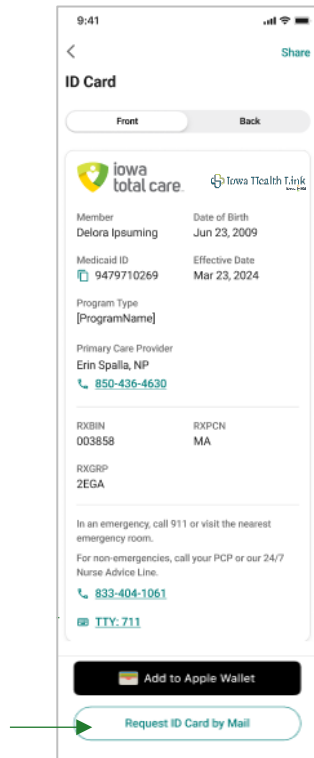 9:41
Share
ID Card
Front Back
iowa
total care.
Iowa Health Link
Member Date of Birth
Delora Ipsuming Jun 23, 2009
Medicaid ID Effective Date
9479710269 Mar 23, 2024
Program Type
[ProgramName]
Primary Care Provider
Erin Spalla, NP
850-436-4630
RXBIN RXPCN
003858 MA
RXGRP
2EGA
In an emergency, call 911 or visit the nearest
emergency room.
For non-emergencies, call your PCP or our 24/7
Nurse Advice Line.
833-404-1061
TTY: 711
Add to Apple Wallet
Request ID Card by Mail